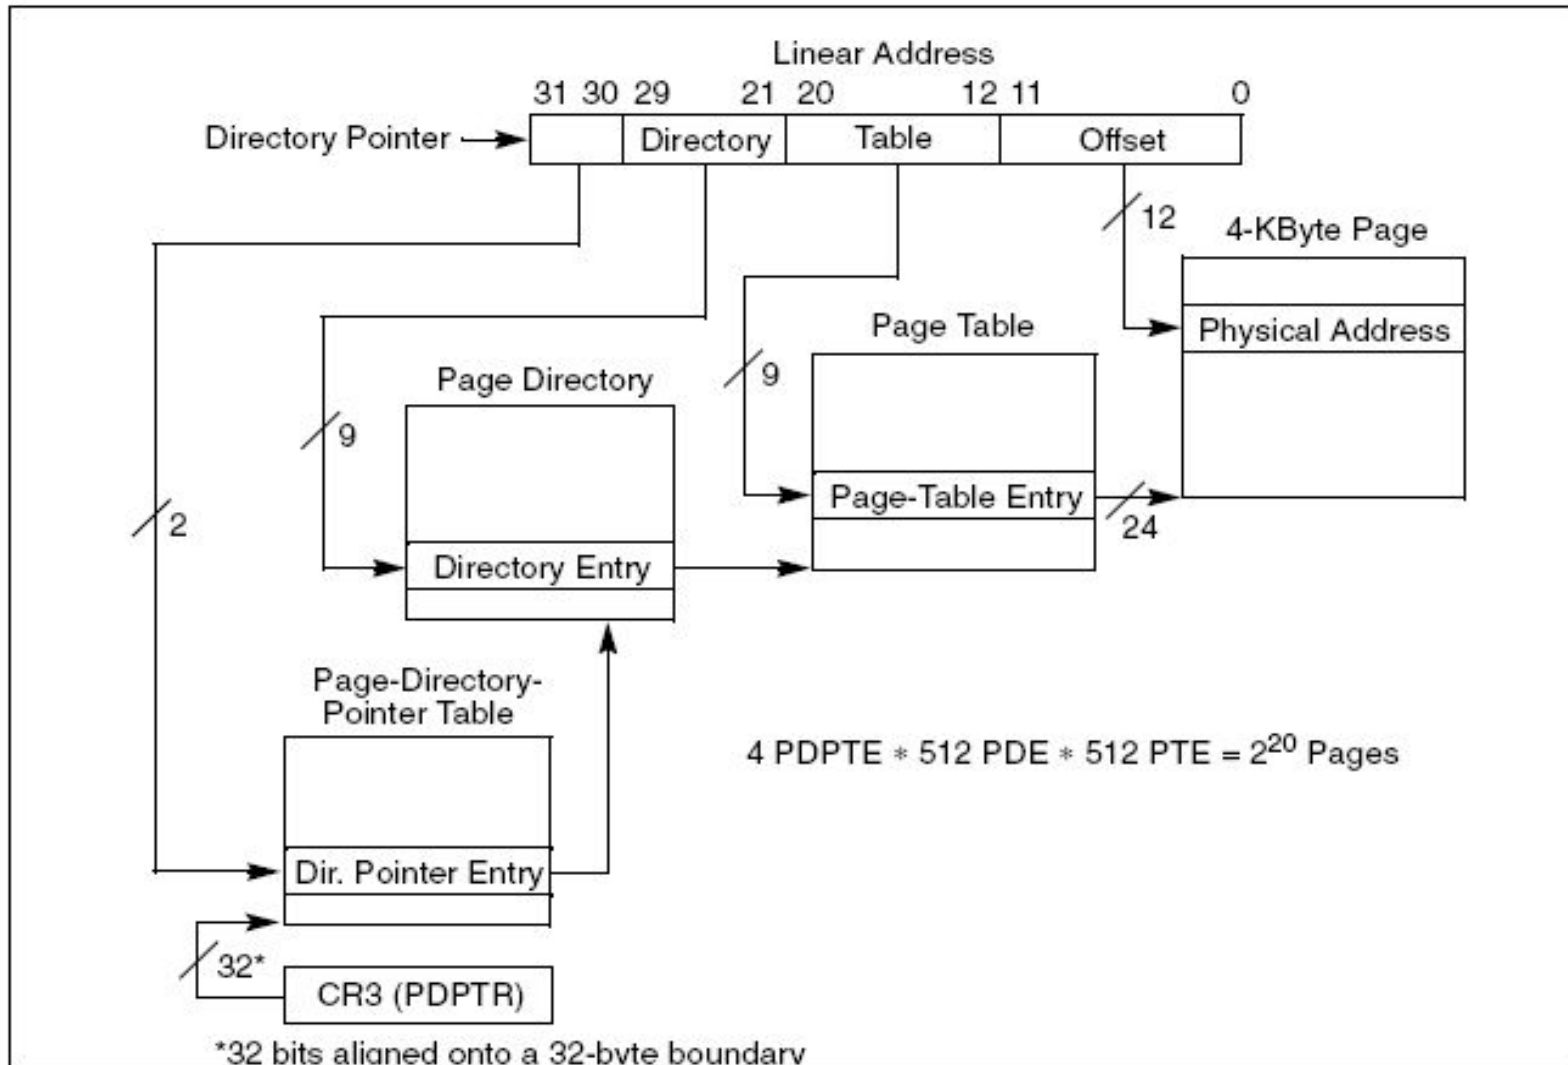 Linear Address
31 30 29 21 20 12 11 0
Directory Pointer
Directory Table Offset
12
4-KByte Page
Physical Address
Page Table
9
Page-Table Entry
24
Page Directory
9
Directory Entry
2
Page-Directory-
Pointer Table
Dir. Pointer Entry
4 PDPTE * 512 PDE * 512 PTE = 2²⁰ Pages
32*
CR3 (PDPTR)
*32 bits aligned onto a 32-byte boundary